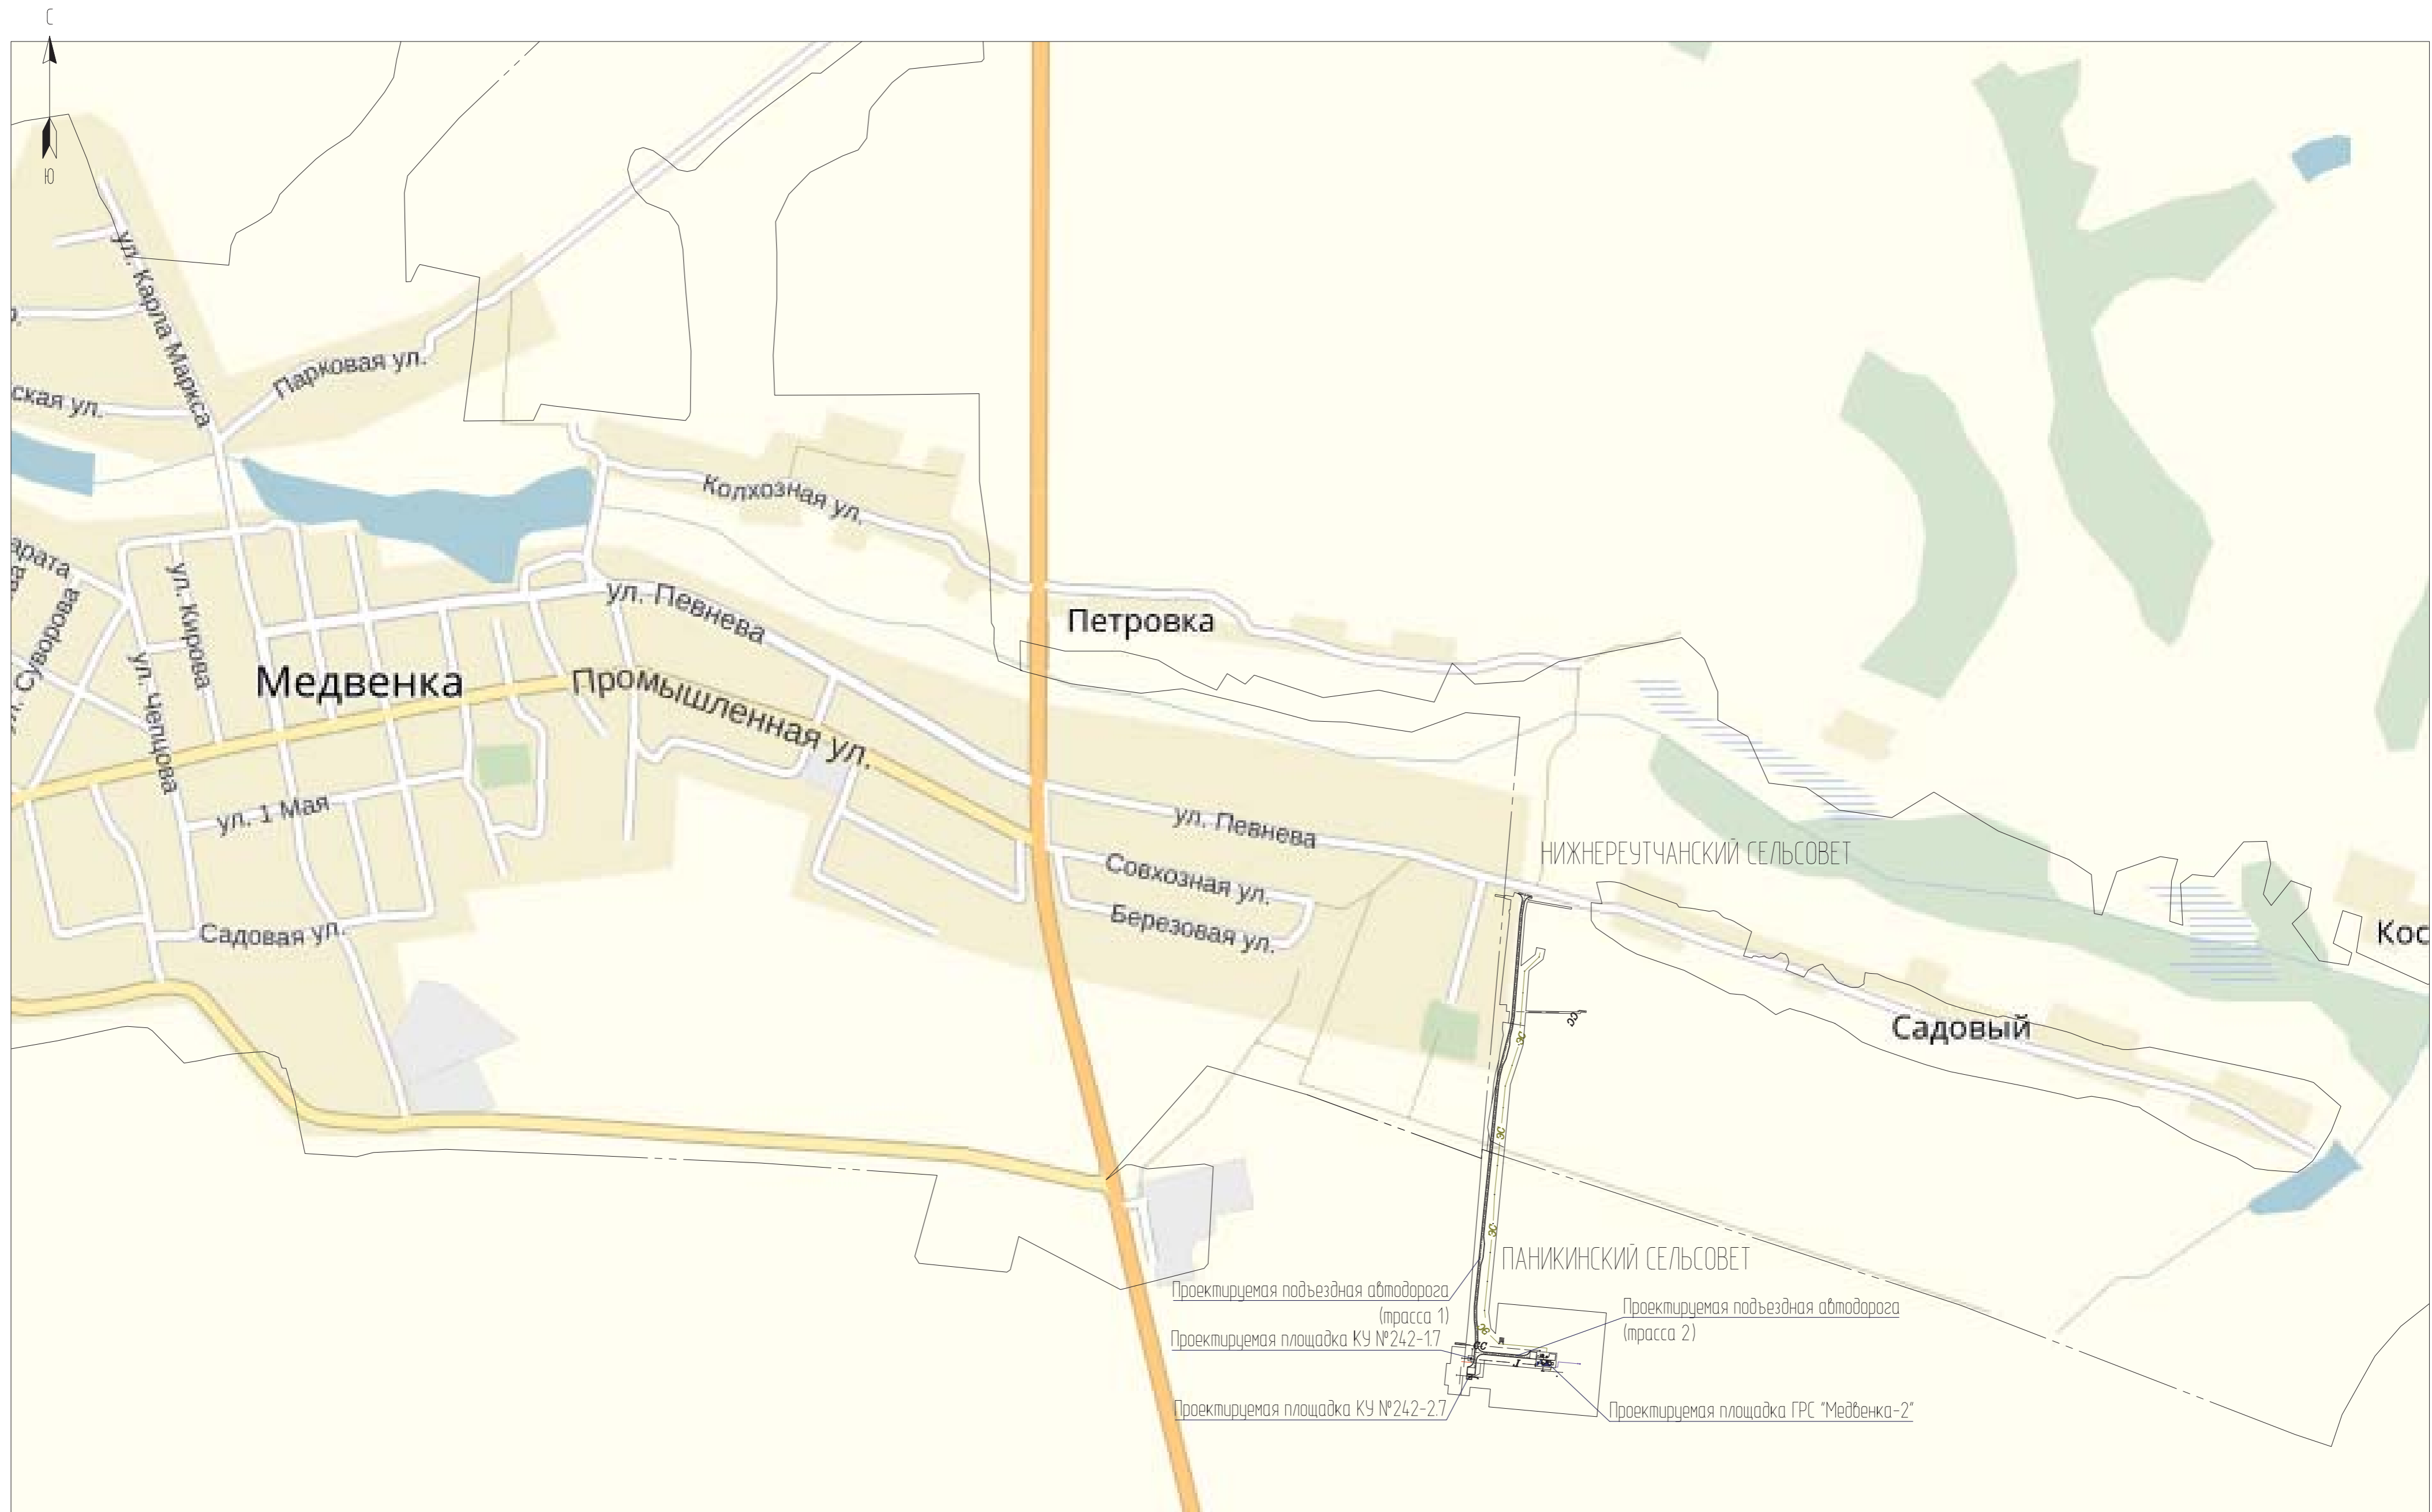 С
Ю
ул. Карла Маркса
Парковая ул.
ская ул.
Колхозная ул.
арата
ул. Кирова
ул. Суворова
ул. Певнева
Петровка
ул. Чепцова
Медвенка
Промышленная ул.
ул. 1 Мая
ул. Певнева
НИЖНЕРЕУТЧАНСКИЙ СЕЛЬСОВЕТ
Совхозная ул.
Березовая ул.
Садовая ул.
Кос
Садовый
ЭС
ЭС
ЭС
ПАНИКИНСКИЙ СЕЛЬСОВЕТ
Проектируемая подъездная автодорога
(трасса 1)
Проектируемая подъездная автодорога
(трасса 2)
Проектируемая площадка КУ №242-1.7
Проектируемая площадка КУ №242-2.7
Проектируемая площадка ГРС "Медвенка-2"